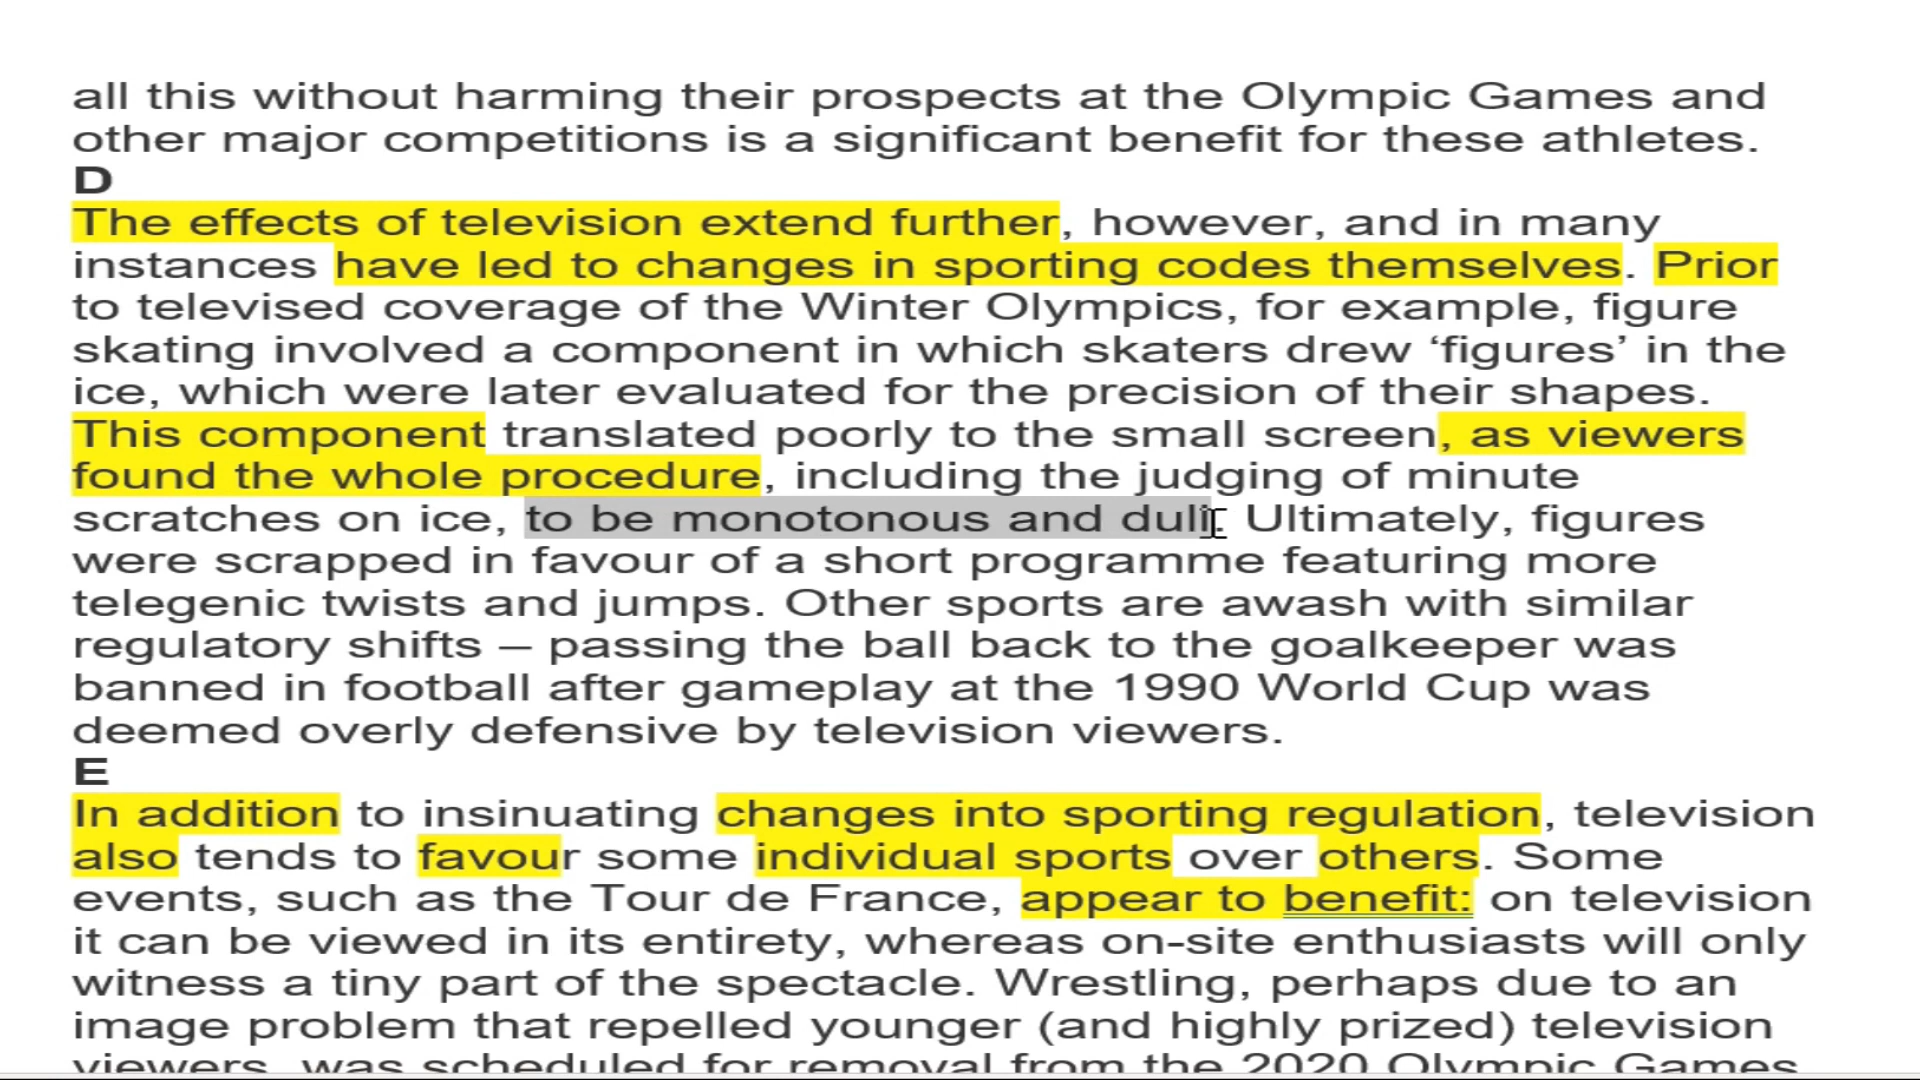 all this without harming their prospects at the Olympic Games and
other major competitions is a significant benefit for these athletes.
D
The effects of television extend further, however, and in many
instances have led to changes in sporting codes themselves. Prior
to televised coverage of the Winter Olympics, for example, figure
skating involved a component in which skaters drew ‘figures’ in the
ice, which were later evaluated for the precision of their shapes.
This component translated poorly to the small screen, as viewers
found the whole procedure, including the judging of minute
scratches on ice, to be monotonous and dull. Ultimately, figures
were scrapped in favour of a short programme featuring more
telegenic twists and jumps. Other sports are awash with similar
regulatory shifts – passing the ball back to the goalkeeper was
banned in football after gameplay at the 1990 World Cup was
deemed overly defensive by television viewers.
E
In addition to insinuating changes into sporting regulation, television
also tends to favour some individual sports over others. Some
events, such as the Tour de France, appear to benefit: on television
it can be viewed in its entirety, whereas on-site enthusiasts will only
witness a tiny part of the spectacle. Wrestling, perhaps due to an
image problem that repelled younger (and highly prized) television
viewers, was scheduled for removal from the 2020 Olympic Games